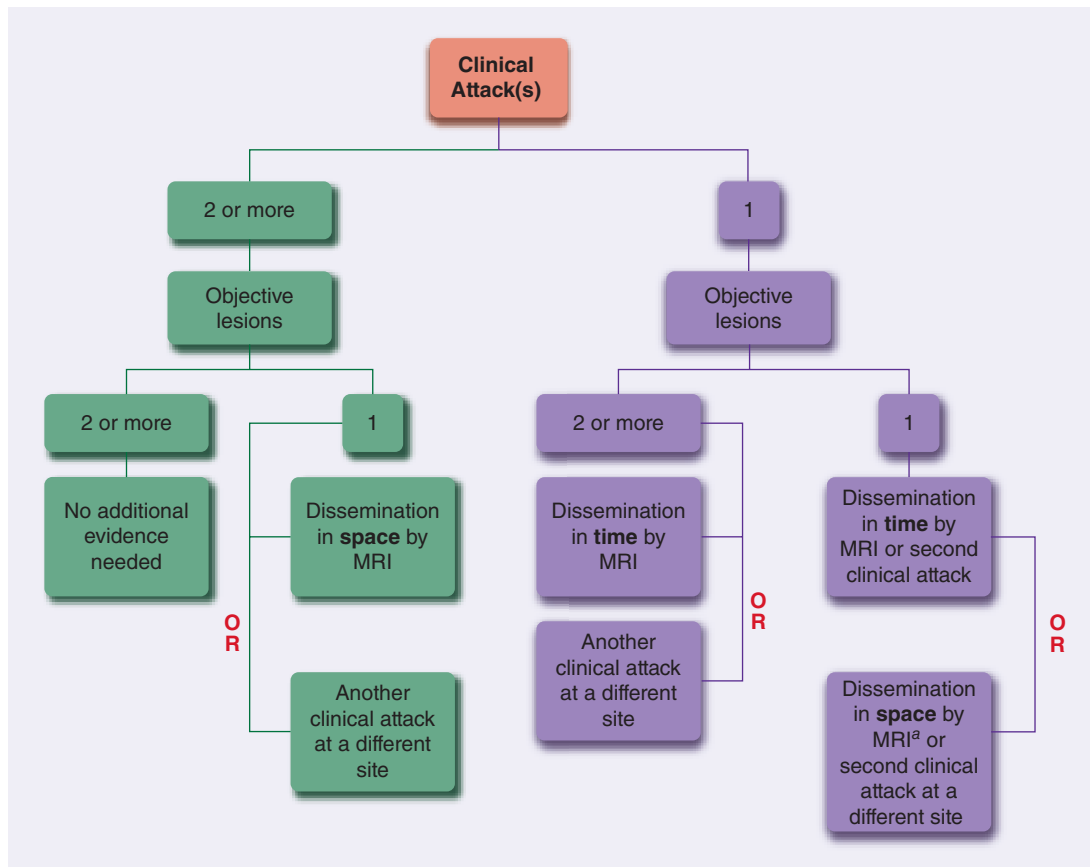 Clinical
Attack(s)
2 or more
1
Objective
lesions
Objective
lesions
2 or more
1
2 or more
1
No additional
evidence
needed
Dissemination
in space by
MRI
Dissemination
in time by
MRI
Dissemination
in time by
MRI or second
clinical attack
O
R
O
R
O
R
Another
clinical attack
at a different
site
Another
clinical attack
at a different
site
Dissemination
in space by
MRIa or
second clinical
attack at a
different site